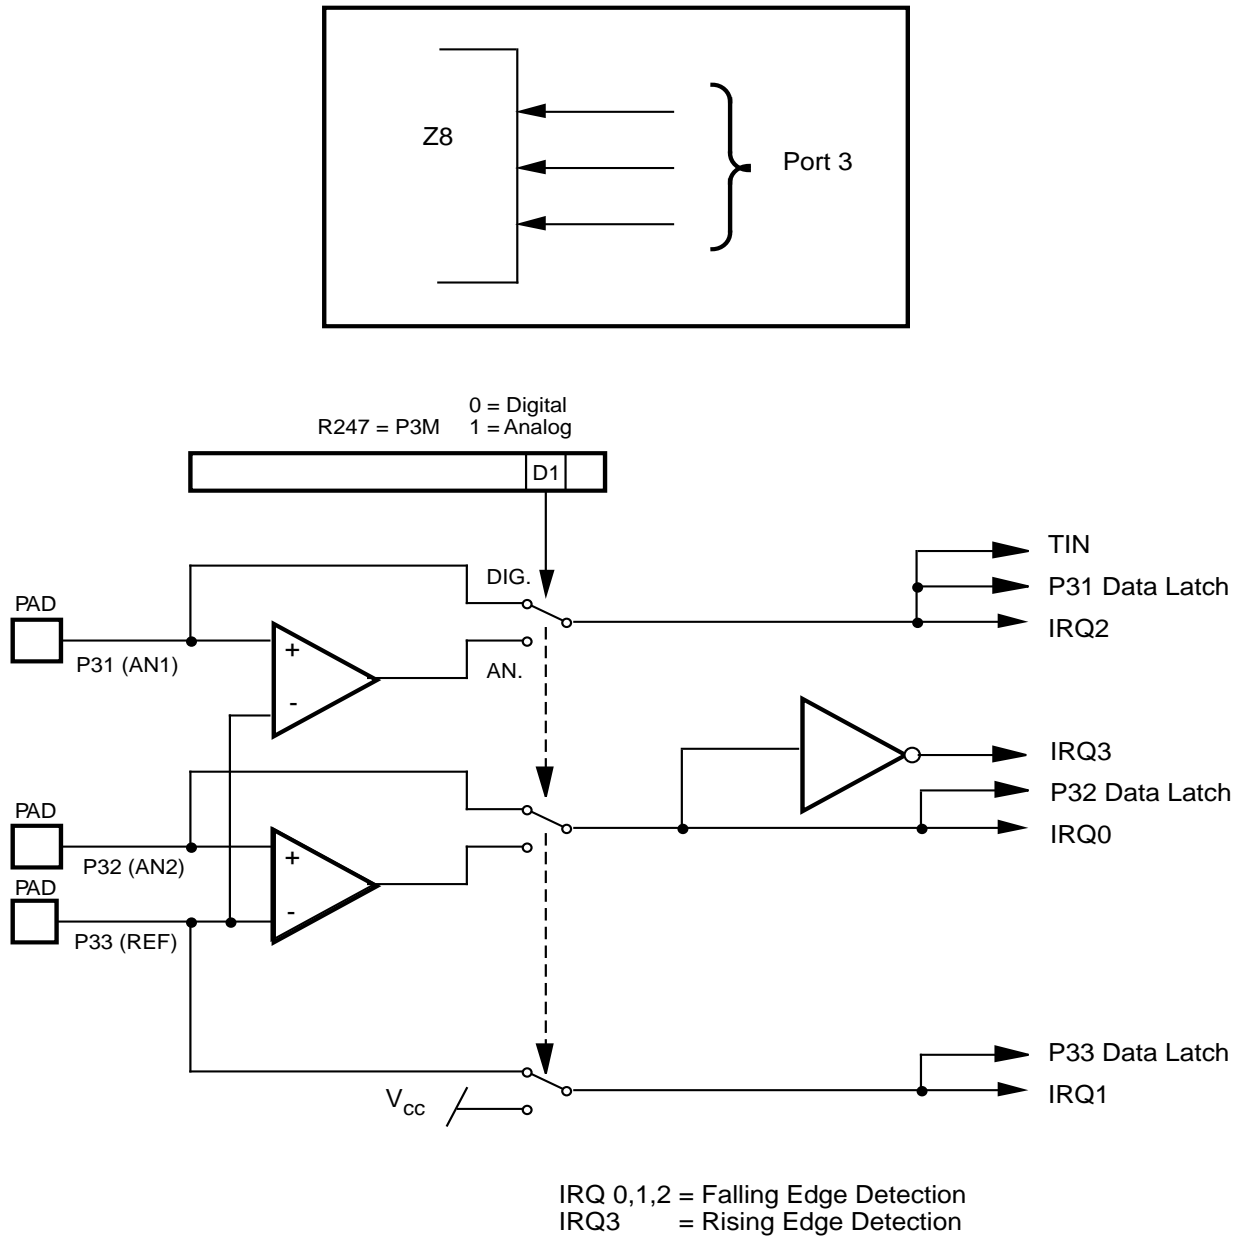 Z8
Port 3
0 = Digital
R247 = P3M 1 = Analog
D1
DIG.
AN.
PAD
P31 (AN1)
+
-
TIN
P31 Data Latch
IRQ2
PAD
P32 (AN2)
+
-
PAD
P33 (REF)
IRQ3
P32 Data Latch
IRQ0
Vcc
P33 Data Latch
IRQ1
IRQ 0,1,2 = Falling Edge Detection
IRQ3 = Rising Edge Detection